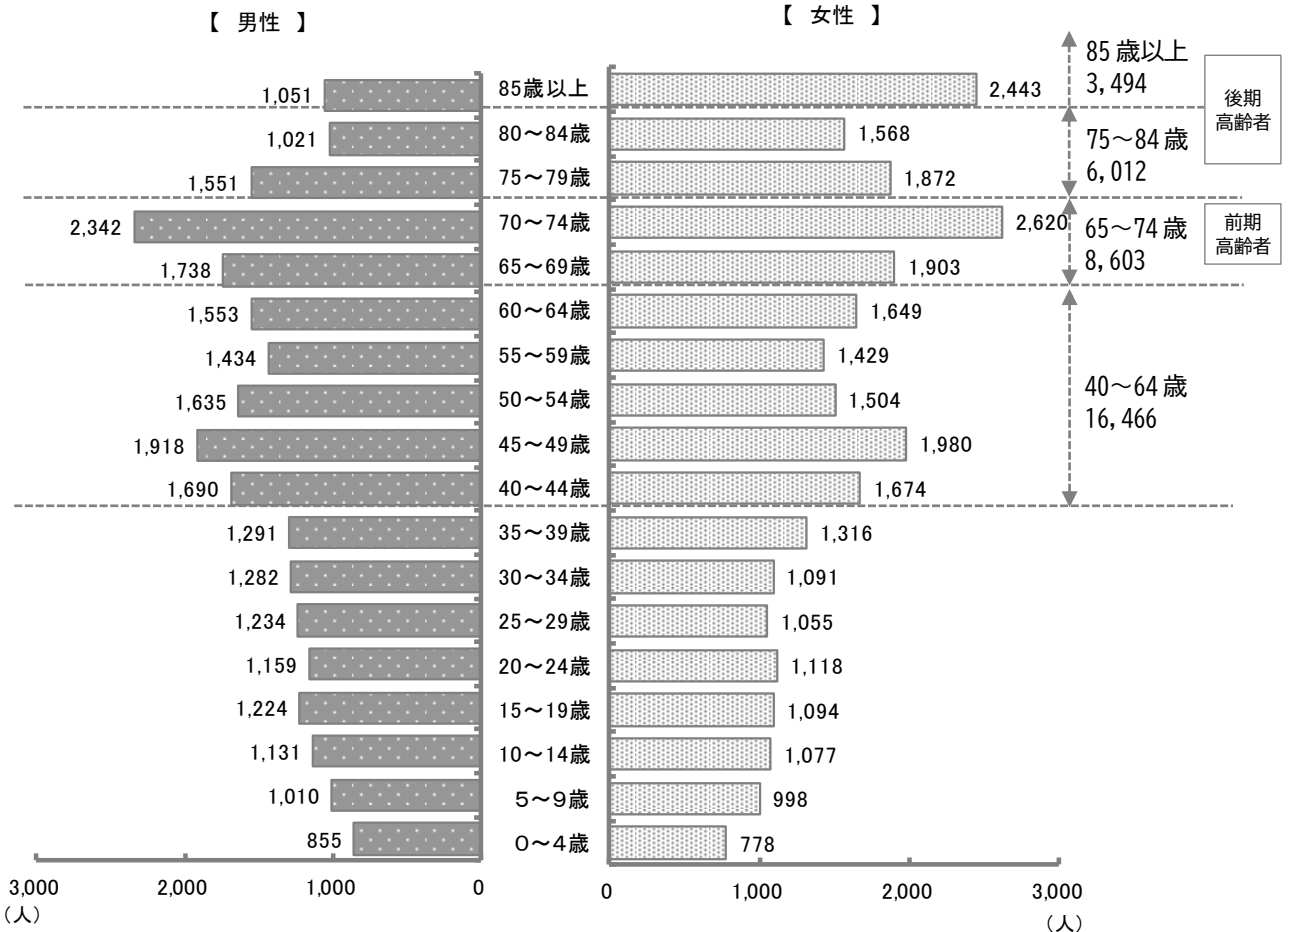 【 男性 】
【 女性 】
1,051 85歳以上 2,443
1,021 80～84歳 1,568
1,551 75～79歳 1,872
2,342 70～74歳 2,620
1,738 65～69歳 1,903
1,553 60～64歳 1,649
1,434 55～59歳 1,429
1,635 50～54歳 1,504
1,918 45～49歳 1,980
1,690 40～44歳 1,674
1,291 35～39歳 1,316
1,282 30～34歳 1,091
1,234 25～29歳 1,055
1,159 20～24歳 1,118
1,224 15～19歳 1,094
1,131 10～14歳 1,077
1,010 5～9歳 998
855 0～4歳 778
85歳以上
3,494
75～84歳
6,012
後期
高齢者
65～74歳
8,603
前期
高齢者
40～64歳
16,466
3,000 2,000 1,000 0
（人）
0 1,000 2,000 3,000
（人）